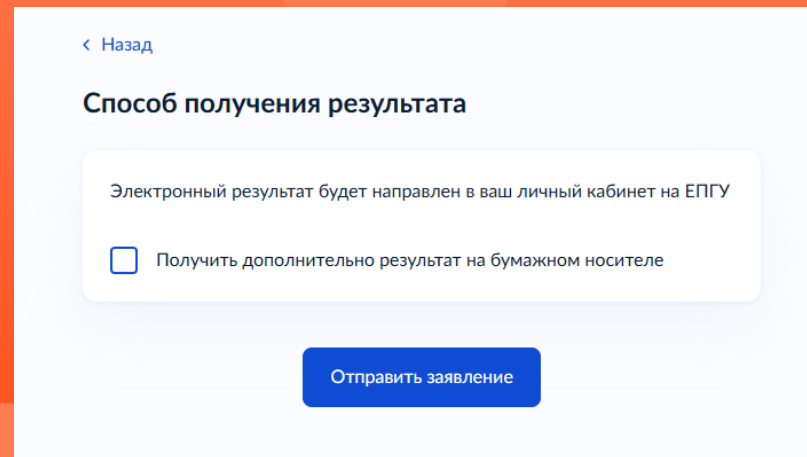 Назад
Способ получения результата
Электронный результат будет направлен в ваш личный кабинет на ЕПГУ
Получить дополнительно результат на бумажном носителе
Отправить заявление